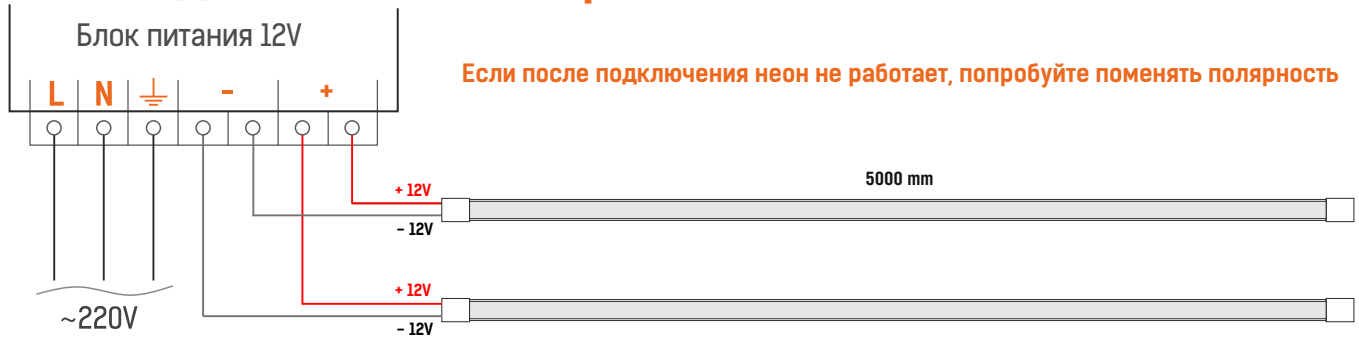 Блок питания 12V
Если после подключения неон не работает, попробуйте поменять полярность
L N - +
5000 mm
+ 12V
- 12V
+ 12V
- 12V
~220V